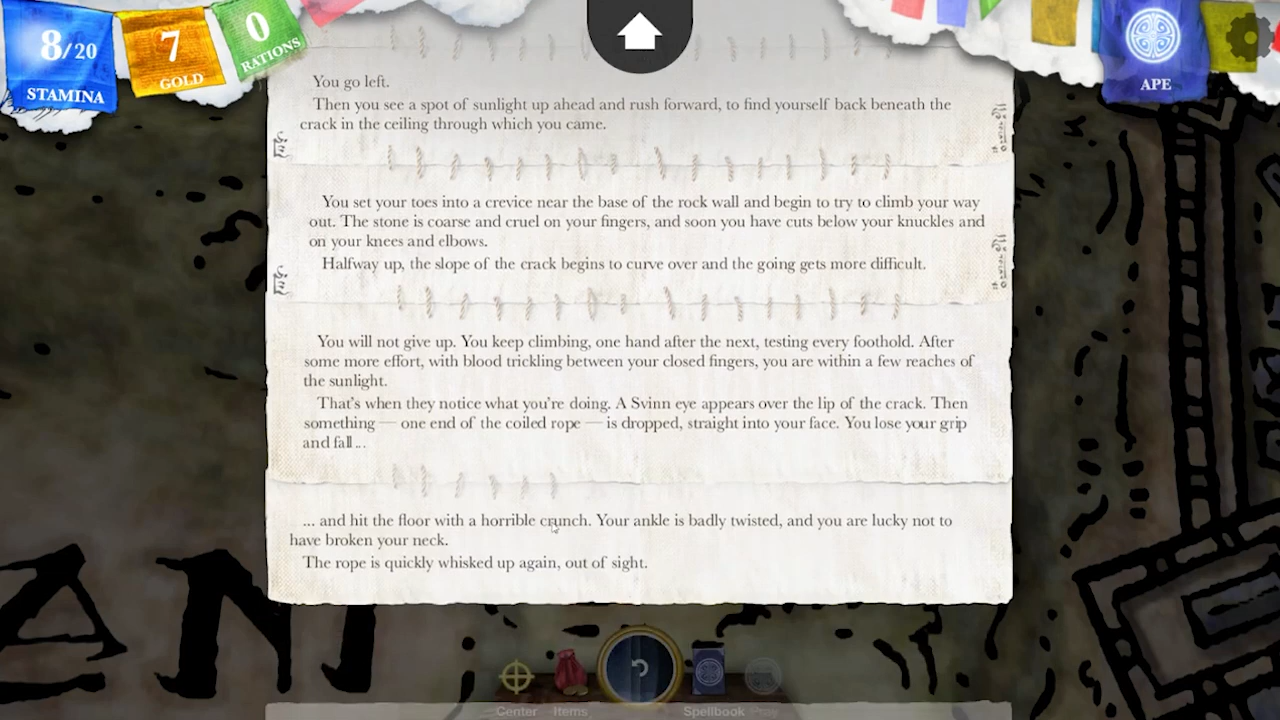 8/20
STAMINA
7
GOLD
0
RATIONS
APE
You go left.
Then you see a spot of sunlight up ahead and rush forward, to find yourself back beneath the
crack in the ceiling through which you came.
You set your toes into a crevice near the base of the rock wall and begin to try to climb your way
out. The stone is coarse and cruel on your fingers, and soon you have cuts below your knuckles and
on your knees and elbows.
Halfway up, the slope of the crack begins to curve over and the going gets more difficult.
You will not give up. You keep climbing, one hand after the next, testing every foothold. After
some more effort, with blood trickling between your closed fingers, you are within a few reaches of
the sunlight.
That's when they notice what you're doing. A Svinn eye appears over the lip of the crack. Then
something — one end of the coiled rope — is dropped, straight into your face. You lose your grip
and fall ...
... and hit the floor with a horrible crunch. Your ankle is badly twisted, and you are lucky not to
have broken your neck.
The rope is quickly whisked up again, out of sight.
Center Items Spellbook Pray